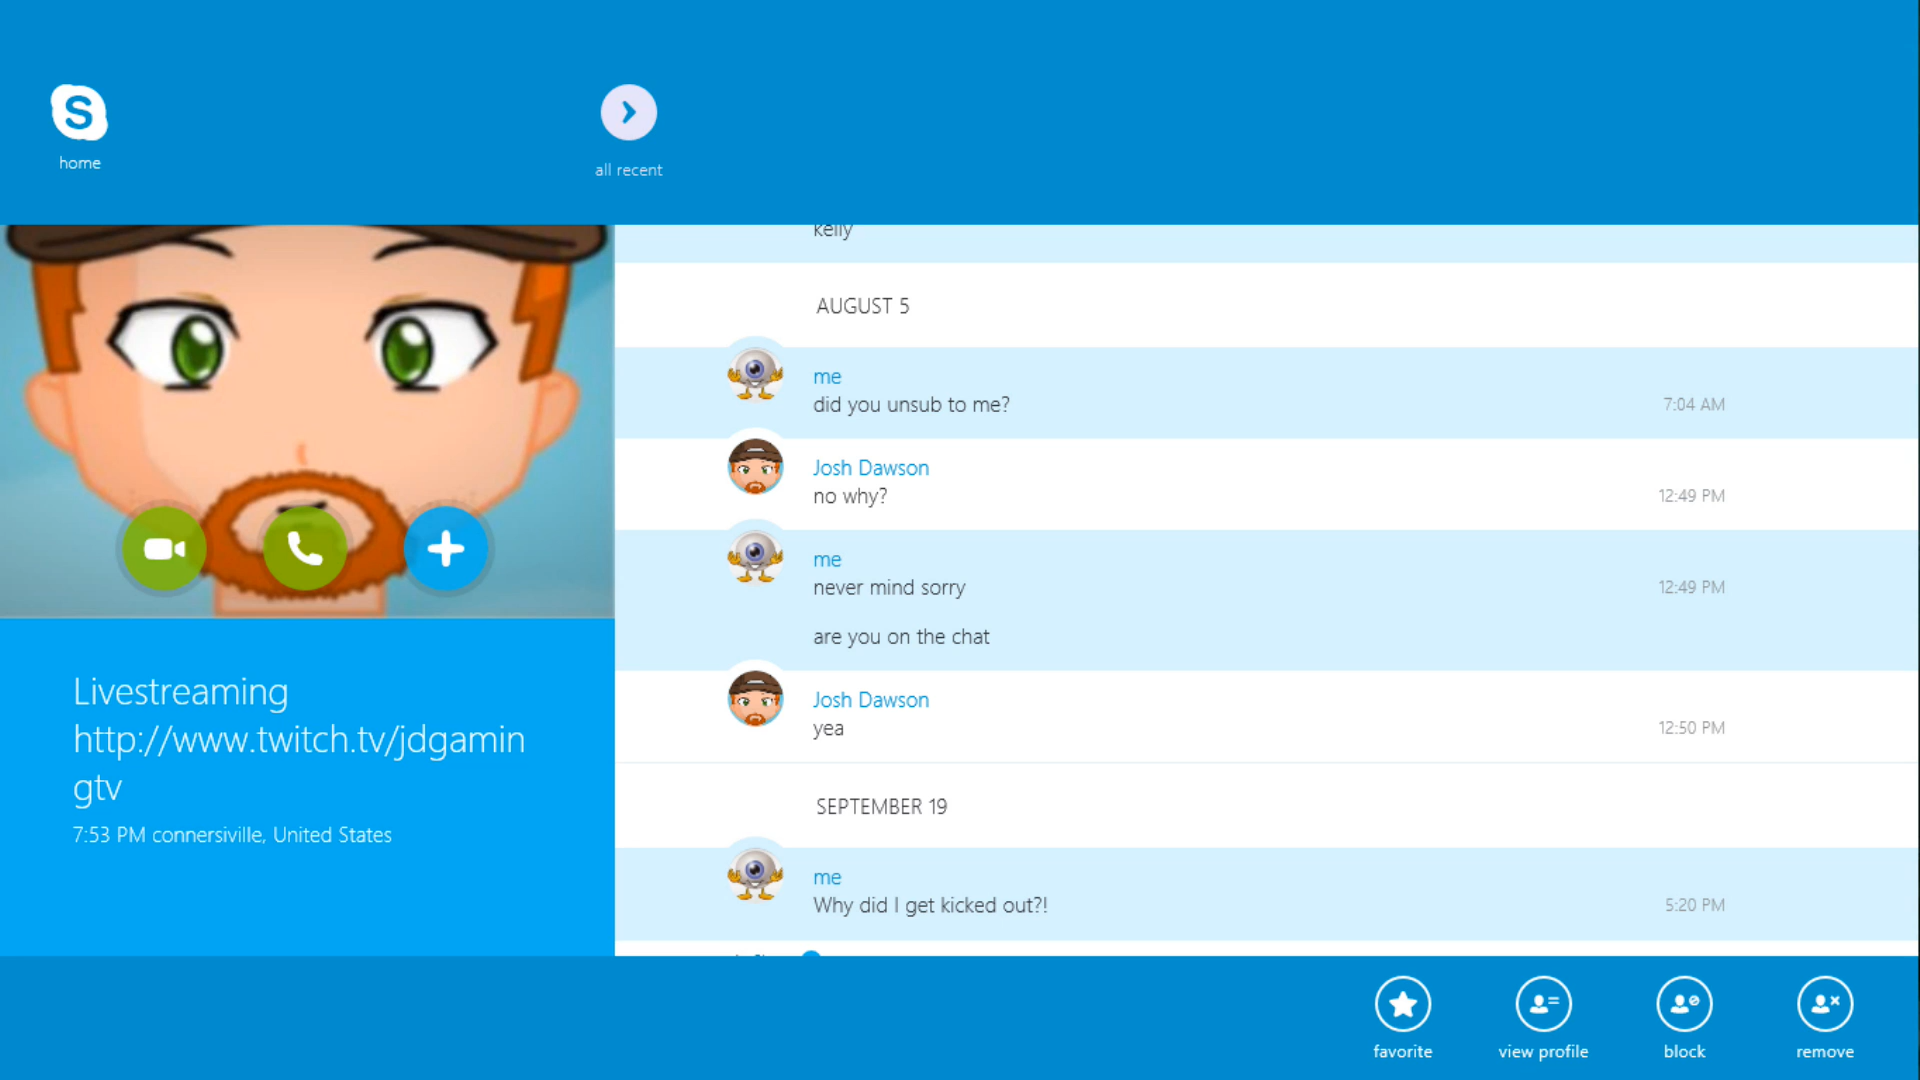 S
home
all recent
kelly
AUGUST 5
me
did you unsub to me?
7:04 AM
Josh Dawson
no why?
12:49 PM
me
never mind sorry
12:49 PM
are you on the chat
Josh Dawson
yea
12:50 PM
SEPTEMBER 19
me
Why did I get kicked out?!
5:20 PM
Livestreaming
http://www.twitch.tv/jdgamin
gtv
7:53 PM connersiville, United States
favorite
view profile
block
remove